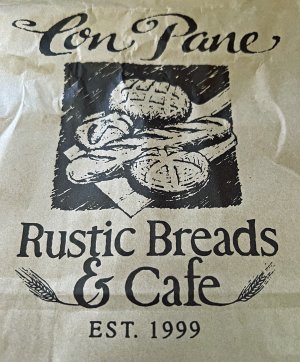 Con Pane
Rustic Breads
& Cafe
EST. 1999